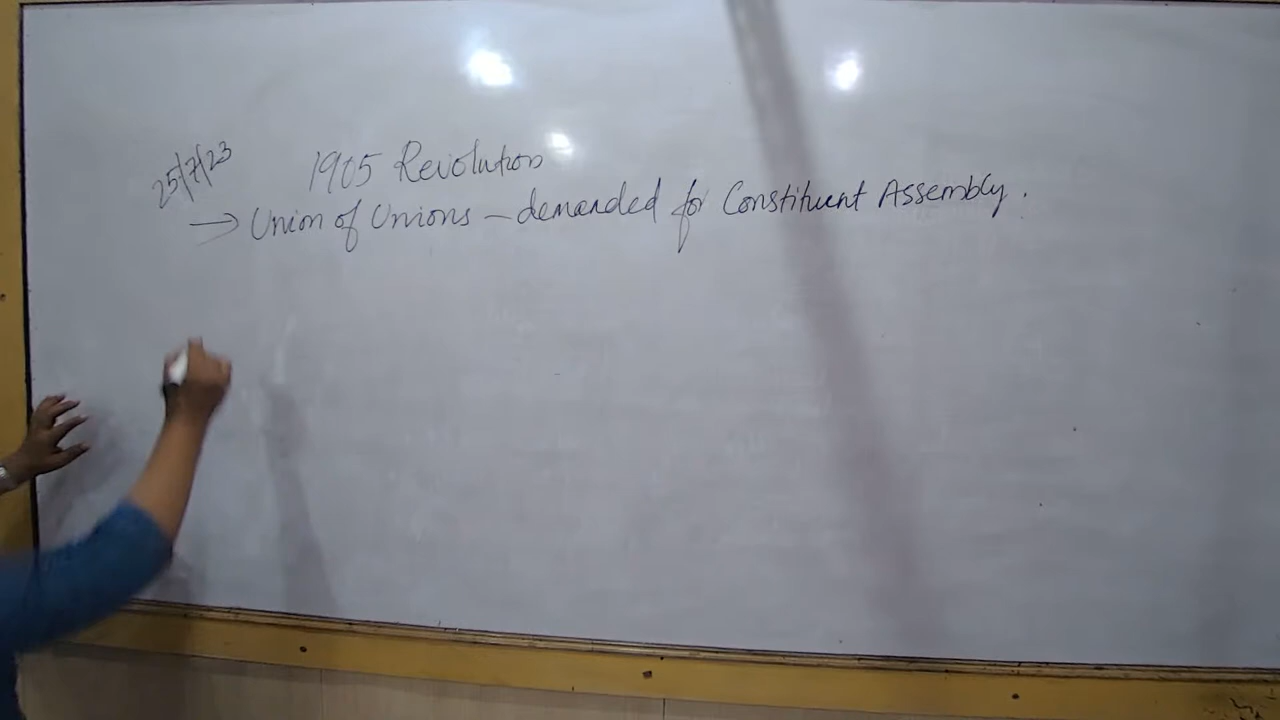 25/7/23
1905 Revolution
→ Union of Unions – demanded for Constituent Assembly.